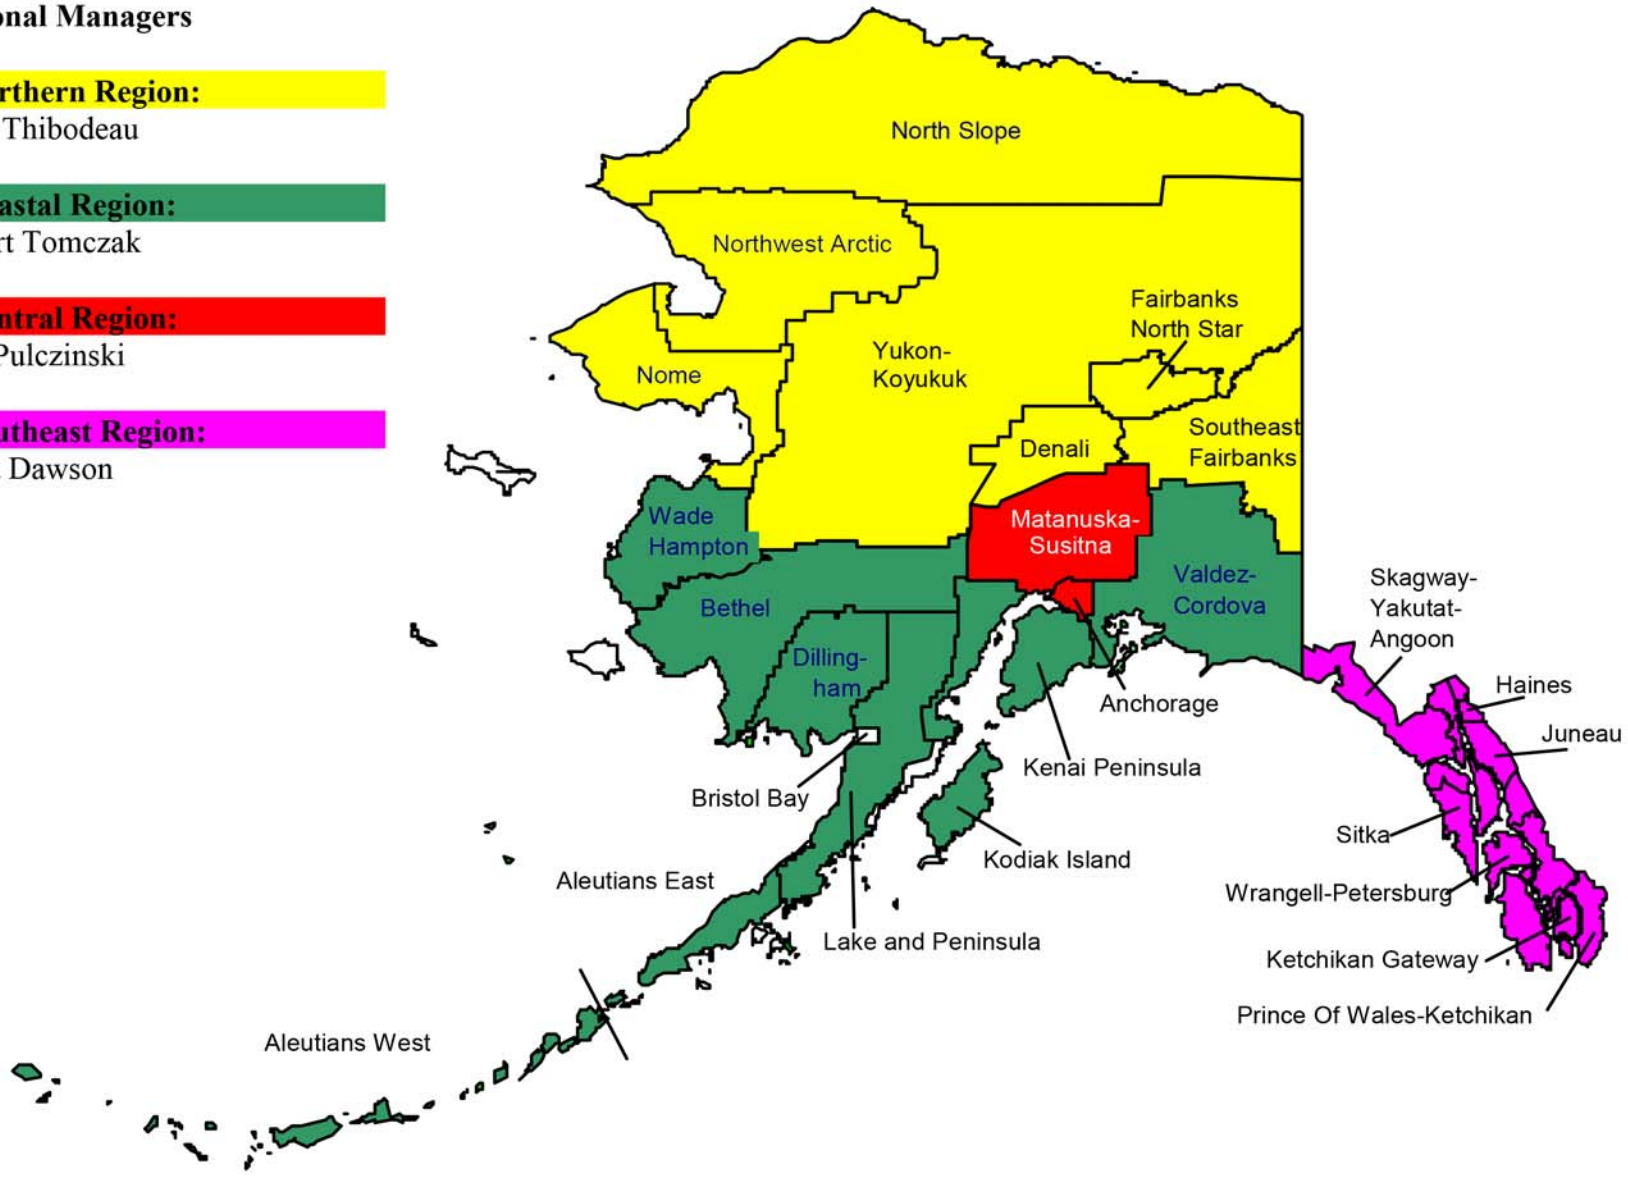 onal Managers
rthern Region:
Thibodeau
astal Region:
rt Tomczak
ntral Region:
Pulczinski
utheast Region:
Dawson
North Slope
Northwest Arctic
Fairbanks
North Star
Yukon-
Koyukuk
Nome
Southeast
Fairbanks
Denali
Wade
Hampton
Matanuska-
Susitna
Valdez-
Cordova
Skagway-
Yakutat-
Angoon
Bethel
Dilling-
ham
Anchorage
Haines
Juneau
Kenai Peninsula
Bristol Bay
Sitka
Kodiak Island
Aleutians East
Wrangell-Petersburg
Lake and Peninsula
Ketchikan Gateway
Prince Of Wales-Ketchikan
Aleutians West